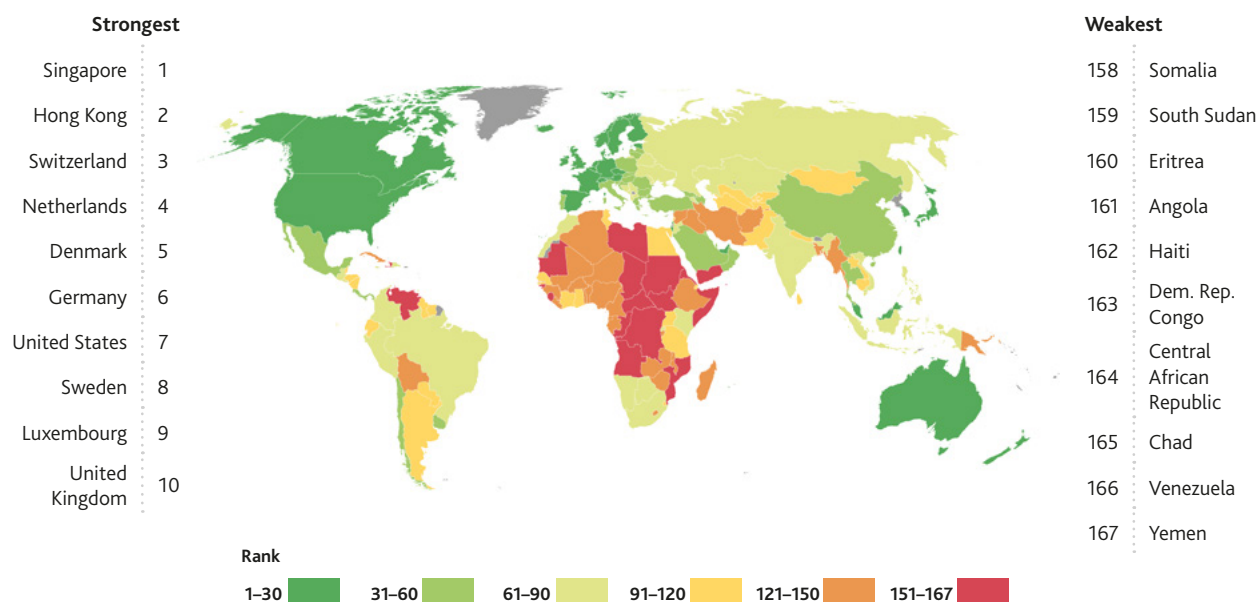 Strongest
Singapore 1
Hong Kong 2
Switzerland 3
Netherlands 4
Denmark 5
Germany 6
United States 7
Sweden 8
Luxembourg 9
United
Kingdom 10
Weakest
158 Somalia
159 South Sudan
160 Eritrea
161 Angola
162 Haiti
163 Dem. Rep.
Congo
164 Central
African
Republic
165 Chad
166 Venezuela
167 Yemen
Rank
1–30 31–60 61–90 91–120 121–150 151–167